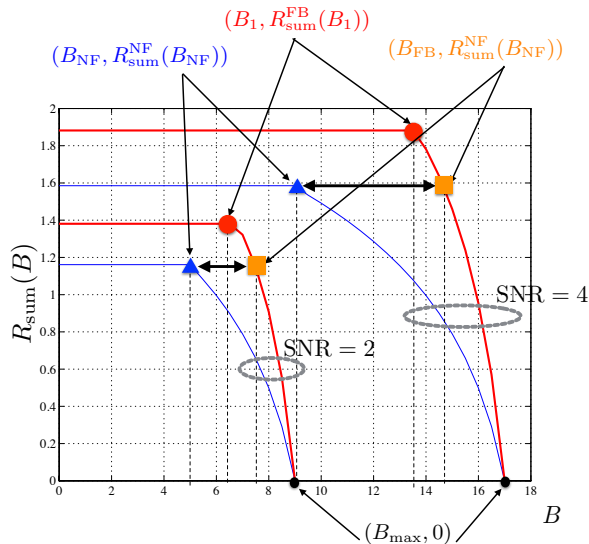 (B₁, R_sum^FB(B₁))
(B_NF, R_sum^NF(B_NF))
(B_FB, R_sum^NF(B_NF))
2
1.8
1.6
1.4
1.2
1
0.8
0.6
0.4
0.2
0
R_sum(B)
SNR = 4
SNR = 2
0 2 4 6 8 10 12 14 16 18
B
(B_max, 0)